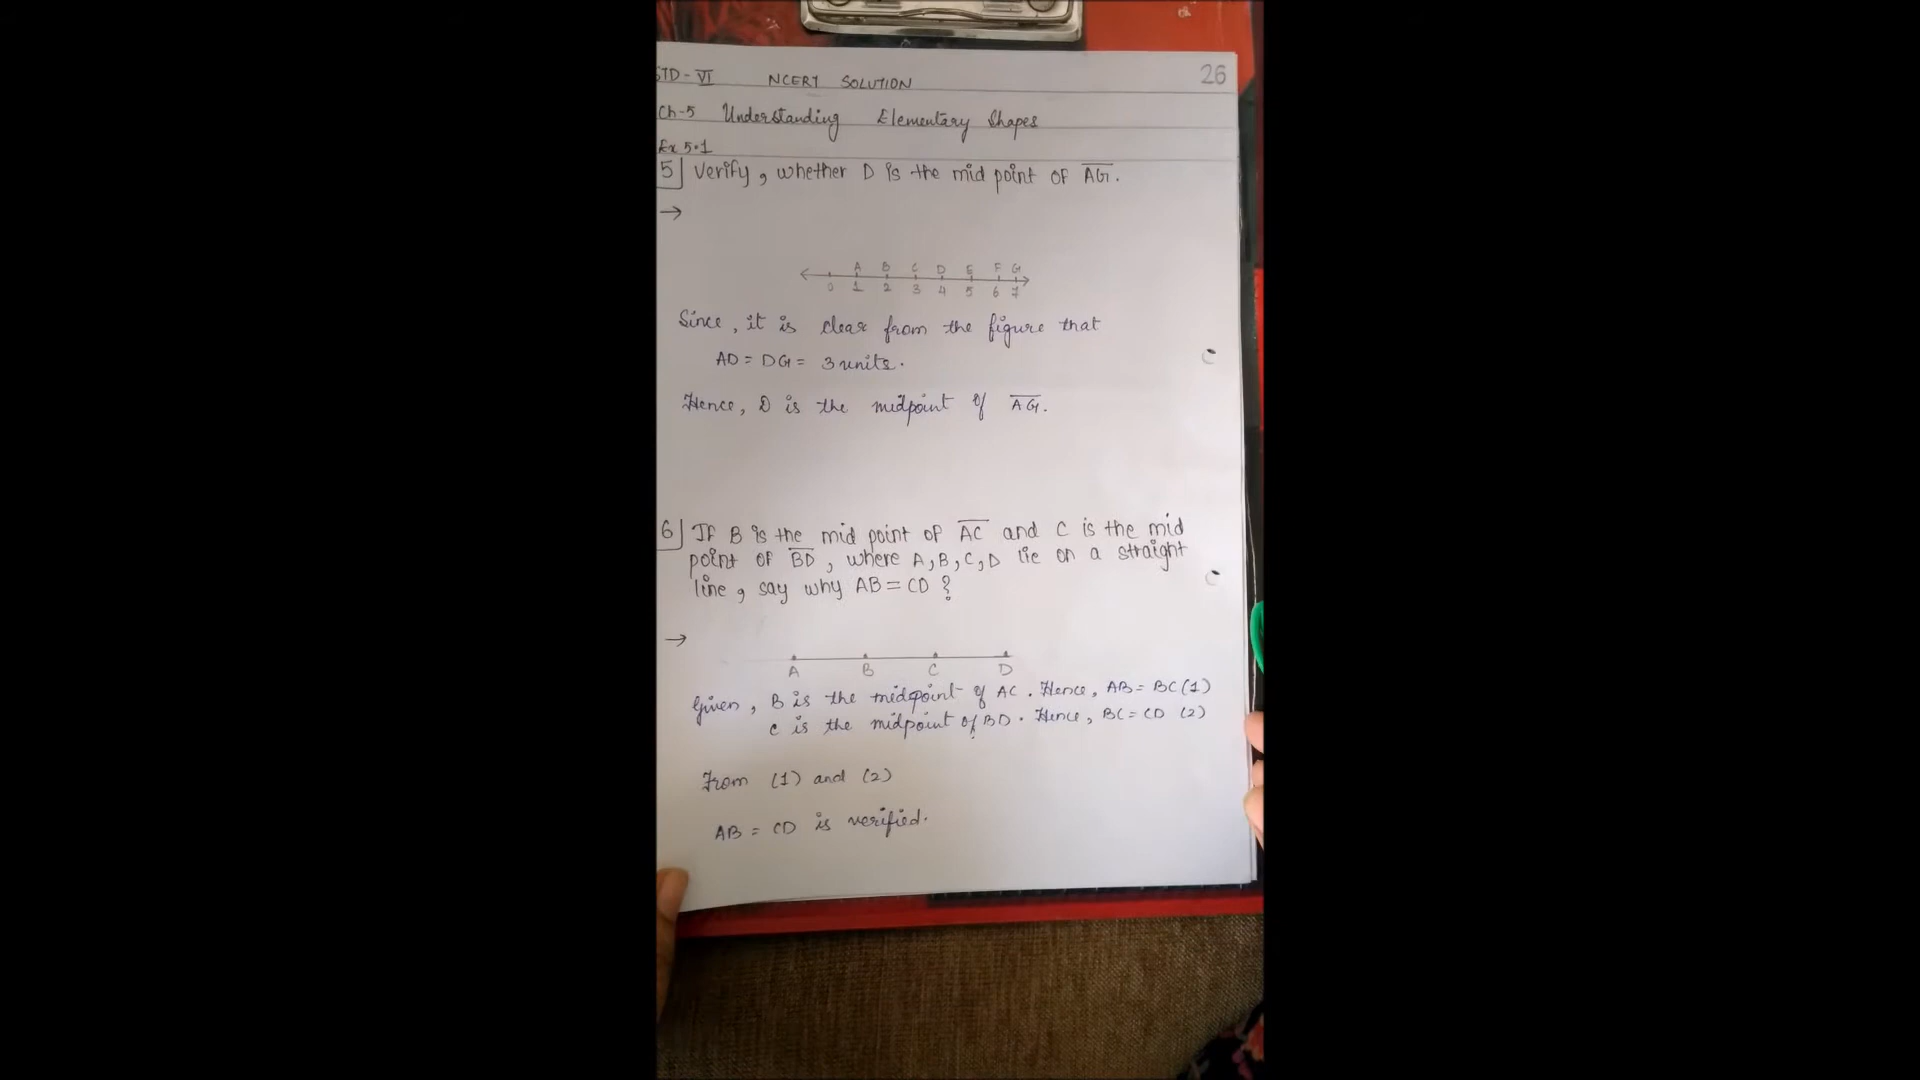 STD - VI NCERT SOLUTION 26
Ch-5 Understanding Elementary Shapes
Ex 5.1
5 Verify, whether D is the mid point of AG.
→
A B C D E F G
0 1 2 3 4 5 6 7
Since, it is clear from the figure that
AD = DG = 3 units.
Hence, D is the midpoint of AG.
6 If B is the mid point of AC and C is the mid
point of BD, where A,B,C,D lie on a straight
line, say why AB = CD ?
→
A B C D
Given, B is the midpoint of AC. Hence, AB = BC (1)
C is the midpoint of BD. Hence, BC = CD (2)
From (1) and (2)
AB = CD is verified.